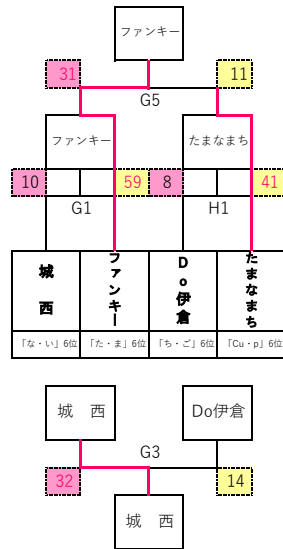 ファンキー
31 11
G5
ファンキー たまなまち
10 59 8 41
G1 H1
城 西 ファンキー Do伊倉 たまなまち
「な・い」6位 「た・ま」6位 「ち・ご」6位 「Cu・p」6位
城 西 Do伊倉
G3
32 14
城 西